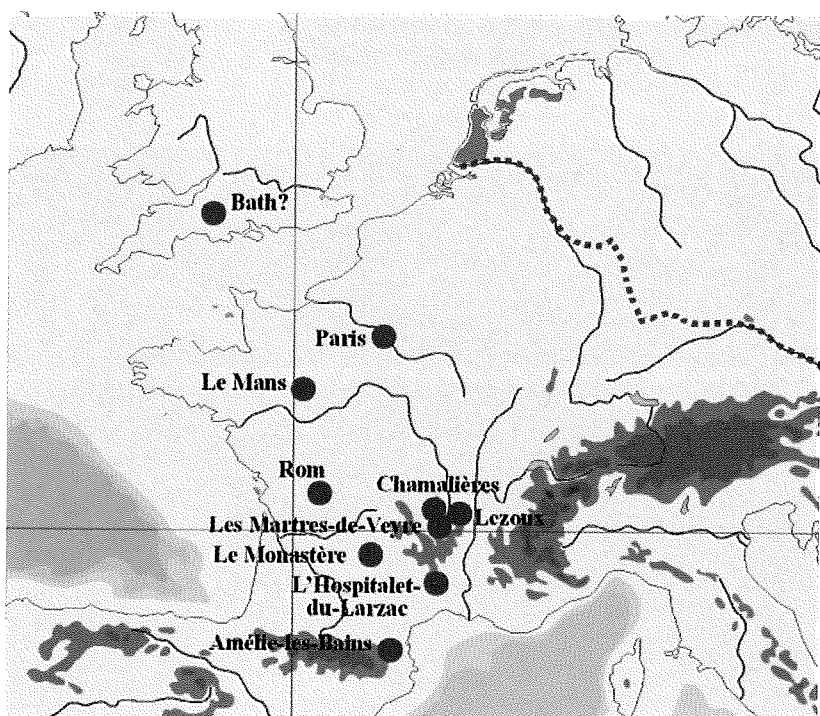 Bath?
Paris
Le Mans
Rom
Chamalières
Lezoux
Les Martres-de-Veyre
Le Monastère
L'Hospitalet-
du-Larzac
Amélie-les-Bains